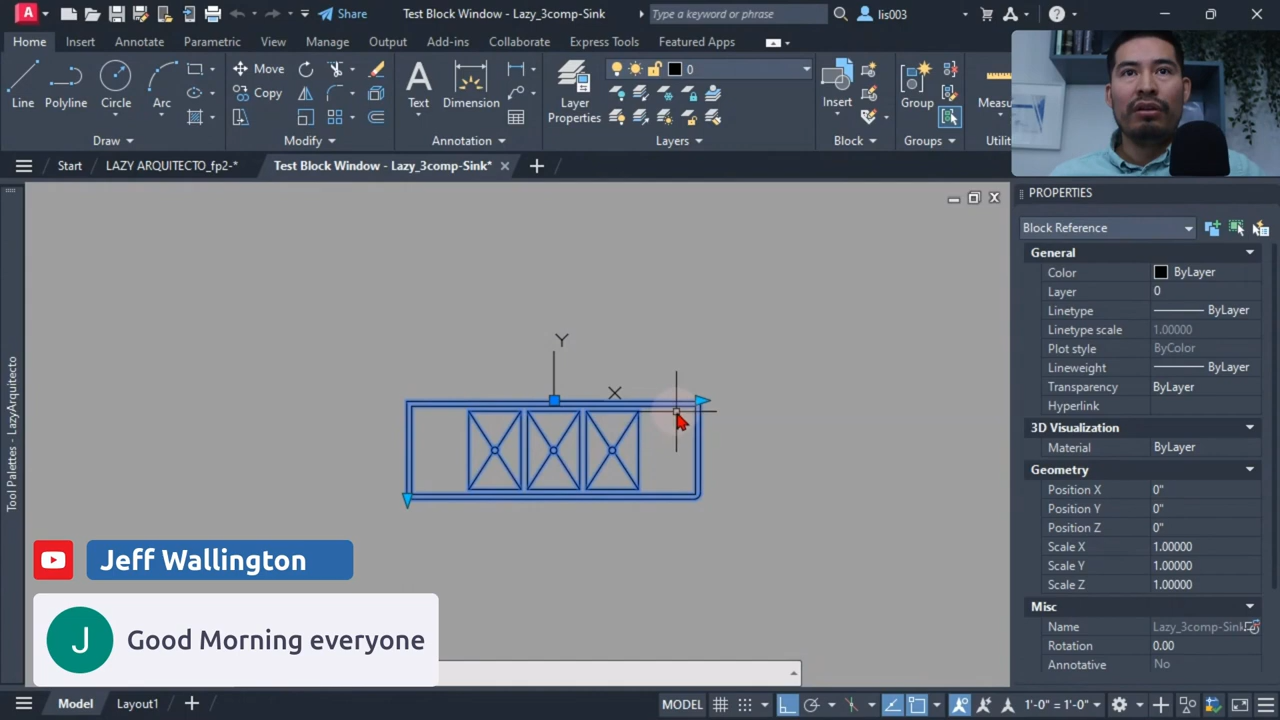 A
Share
Test Block Window - Lazy_3comp-Sink
Type a keyword or phrase
lis003
Home
Insert
Annotate
Parametric
View
Manage
Output
Add-ins
Collaborate
Express Tools
Featured Apps
Line
Polyline
Circle
Arc
Move
Copy
Text
Dimension
Layer
Properties
0
Insert
Group
Measu
Draw
Modify
Annotation
Layers
Block
Groups
Utilit
Start
LAZY ARQUITECTO_fp2-*
Test Block Window - Lazy_3comp-Sink*
Tool Palettes - LazyArquitecto
Y
X
PROPERTIES
Block Reference
General
Color ByLayer
Layer 0
Linetype ByLayer
Linetype scale 1.00000
Plot style ByColor
Lineweight ByLayer
Transparency ByLayer
Hyperlink
3D Visualization
Material ByLayer
Geometry
Position X 0"
Position Y 0"
Position Z 0"
Scale X 1.00000
Scale Y 1.00000
Scale Z 1.00000
Misc
Name Lazy_3comp-Sink
Rotation 0.00
Annotative No
Jeff Wallington
J
Good Morning everyone
Model
Layout1
MODEL
1'-0" = 1'-0"